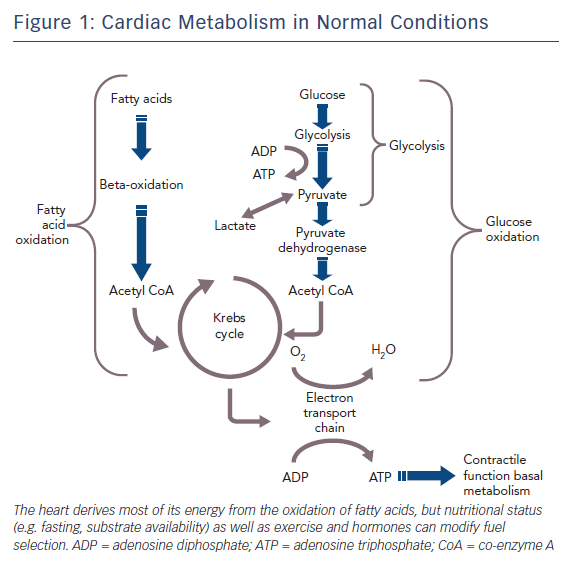 Figure 1: Cardiac Metabolism in Normal Conditions
Fatty acids
Beta-oxidation
Acetyl CoA
Fatty
acid
oxidation
Glucose
Glycolysis
ADP
ATP
Pyruvate
Lactate
Pyruvate
dehydrogenase
Acetyl CoA
Glycolysis
Glucose
oxidation
Krebs
cycle
O₂
H₂O
Electron
transport
chain
ADP
ATP
Contractile
function basal
metabolism
The heart derives most of its energy from the oxidation of fatty acids, but nutritional status
(e.g. fasting, substrate availability) as well as exercise and hormones can modify fuel
selection. ADP = adenosine diphosphate; ATP = adenosine triphosphate; CoA = co-enzyme A